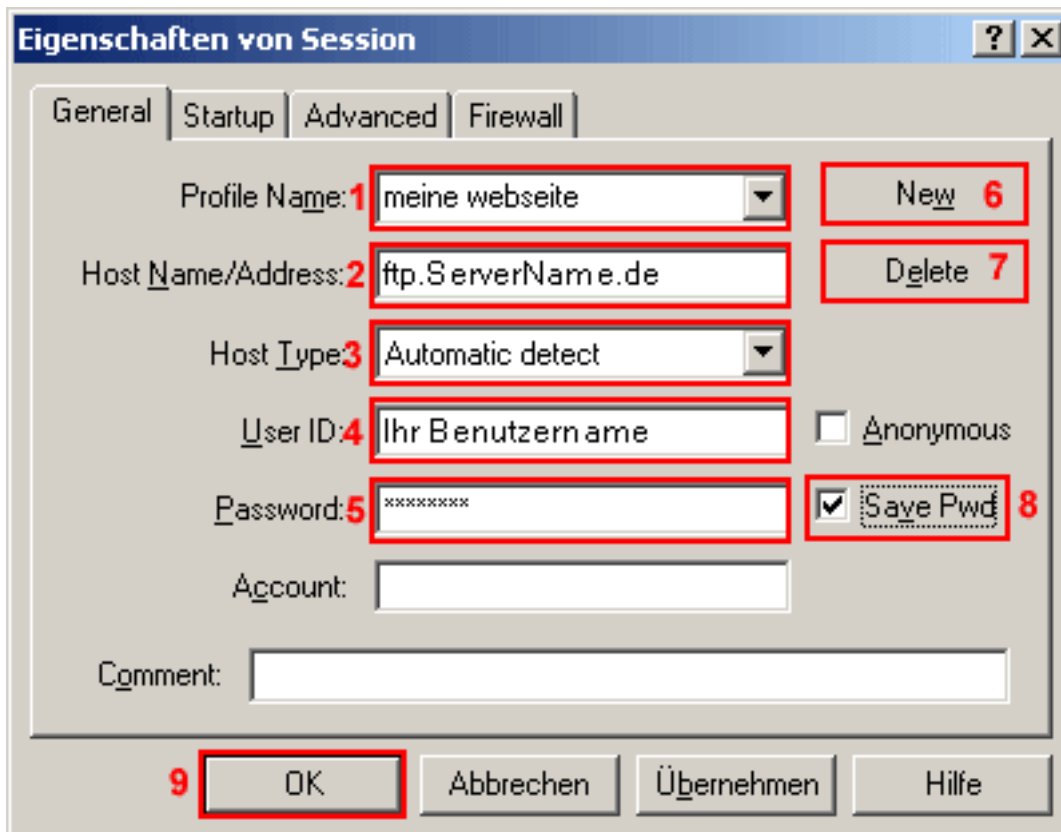 Eigenschaften von Session
General Startup Advanced Firewall
Profile Name: 1 meine webseite New 6
Host Name/Address: 2 ftp.ServerName.de Delete 7
Host Type: 3 Automatic detect
User ID: 4 Ihr Benutzername Anonymous
Password: 5 ******** Save Pwd 8
Account:
Comment:
9 OK Abbrechen Übernehmen Hilfe